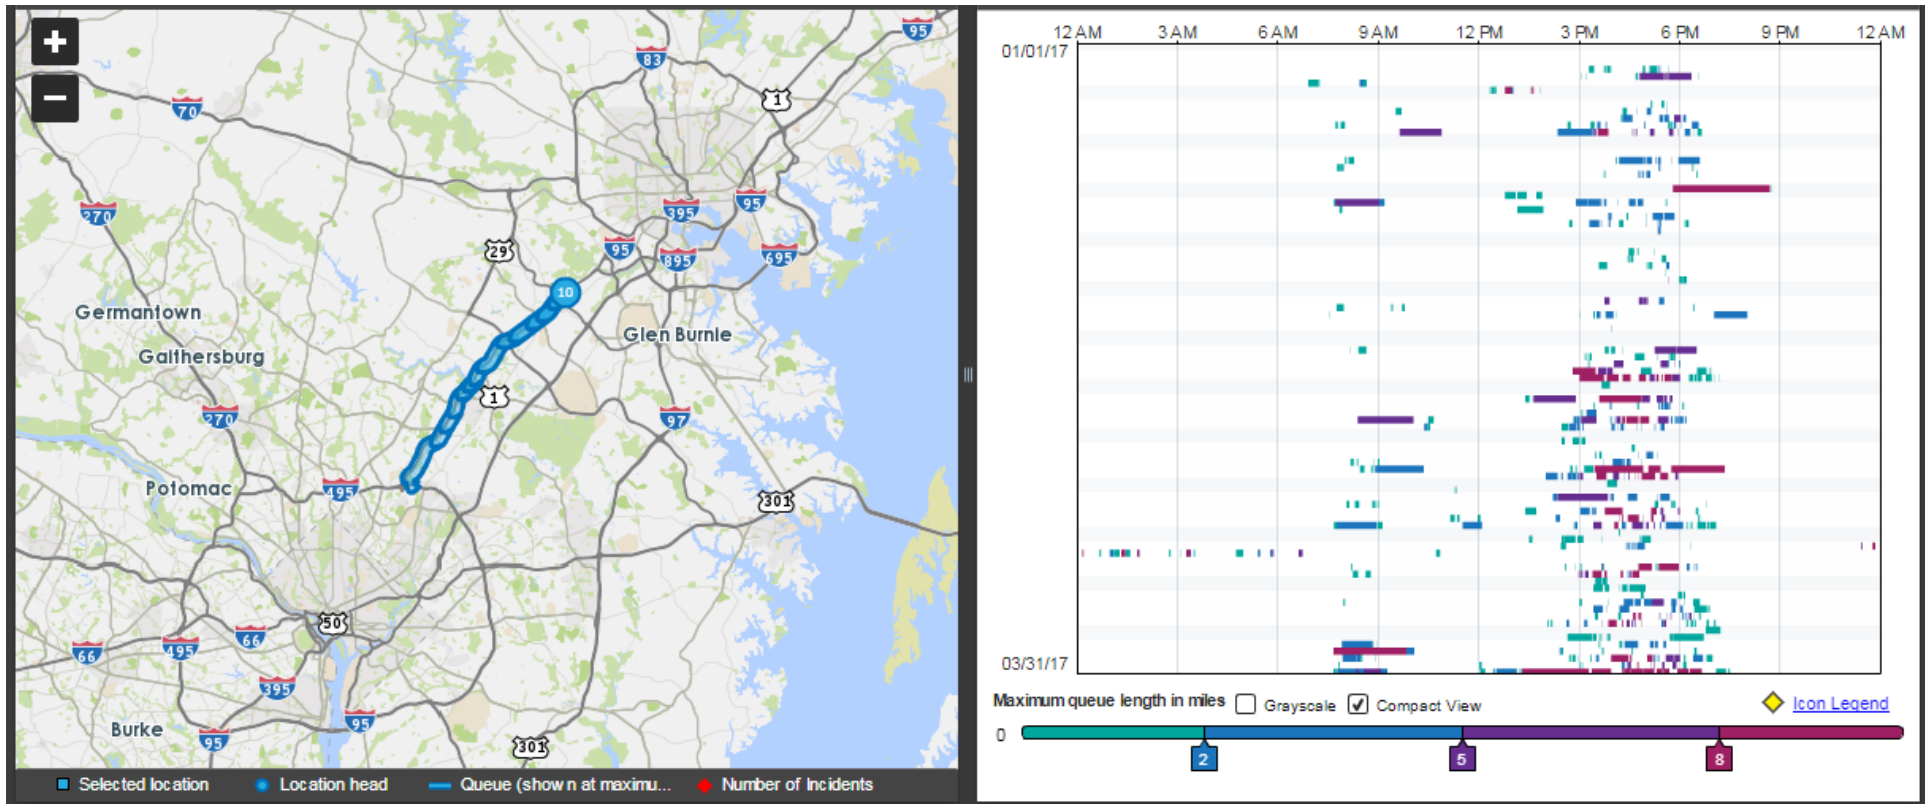 +
−
95
83
1
70
270
395
95
29
95
895
695
10
Germantown
Glen Burnie
Gaithersburg
1
270
97
Potomac
495
301
50
66
495
66
395
Burke
95
95
301
Selected location
Location head
Queue (shown at maximu...
Number of Incidents
12 AM 3 AM 6 AM 9 AM 12 PM 3 PM 6 PM 9 PM 12 AM
01/01/17
03/31/17
Maximum queue length in miles Grayscale Compact View Icon Legend
0
2 5 8